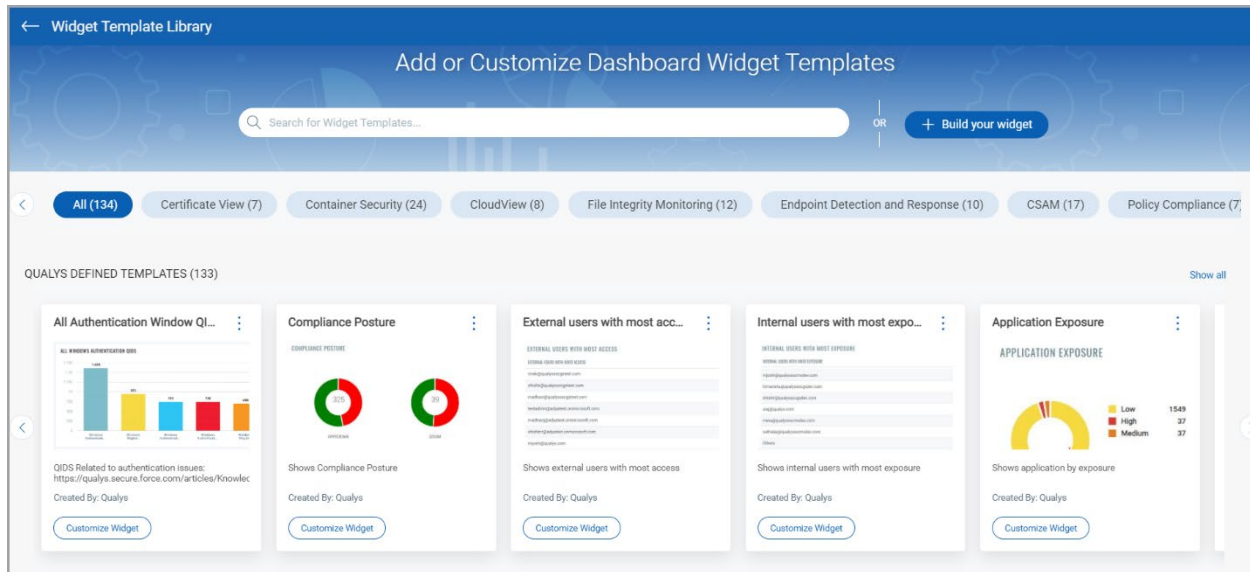 Widget Template Library
Add or Customize Dashboard Widget Templates
Search for Widget Templates...
OR
+ Build your widget
All (134)
Certificate View (7)
Container Security (24)
CloudView (8)
File Integrity Monitoring (12)
Endpoint Detection and Response (10)
CSAM (17)
Policy Compliance (7
QUALYS DEFINED TEMPLATES (133)
Show all
All Authentication Window QI...
ALL WINDOWS AUTHENTICATION QIDS
QIDS Related to authentication issues:
https://qualys.secure.force.com/articles/Knowlec
Created By: Qualys
Customize Widget
Compliance Posture
COMPLIANCE POSTURE
325
39
Shows Compliance Posture
Created By: Qualys
Customize Widget
External users with most acc...
EXTERNAL USERS WITH MOST ACCESS
Shows external users with most access
Created By: Qualys
Customize Widget
Internal users with most expo...
INTERNAL USERS WITH MOST EXPOSURE
Shows internal users with most exposure
Created By: Qualys
Customize Widget
Application Exposure
APPLICATION EXPOSURE
Low 1549
High 37
Medium 37
Shows application by exposure
Created By: Qualys
Customize Widget